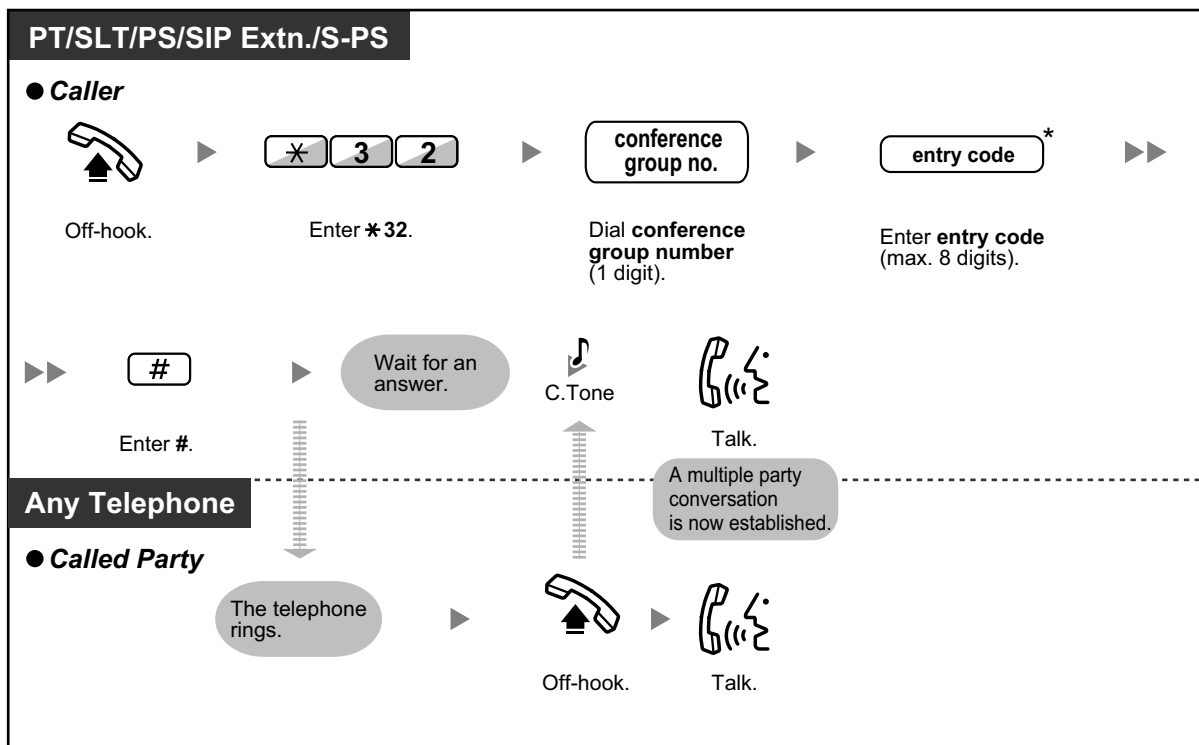 PT/SLT/PS/SIP Extn./S-PS
● Caller
✳ 3 2
conference
group no.
entry code*
Off-hook.
Enter ✳32.
Dial conference
group number
(1 digit).
Enter entry code
(max. 8 digits).
#
Wait for an
answer.
C.Tone
Enter #.
Talk.
A multiple party
conversation
is now established.
Any Telephone
● Called Party
The telephone
rings.
Off-hook.
Talk.